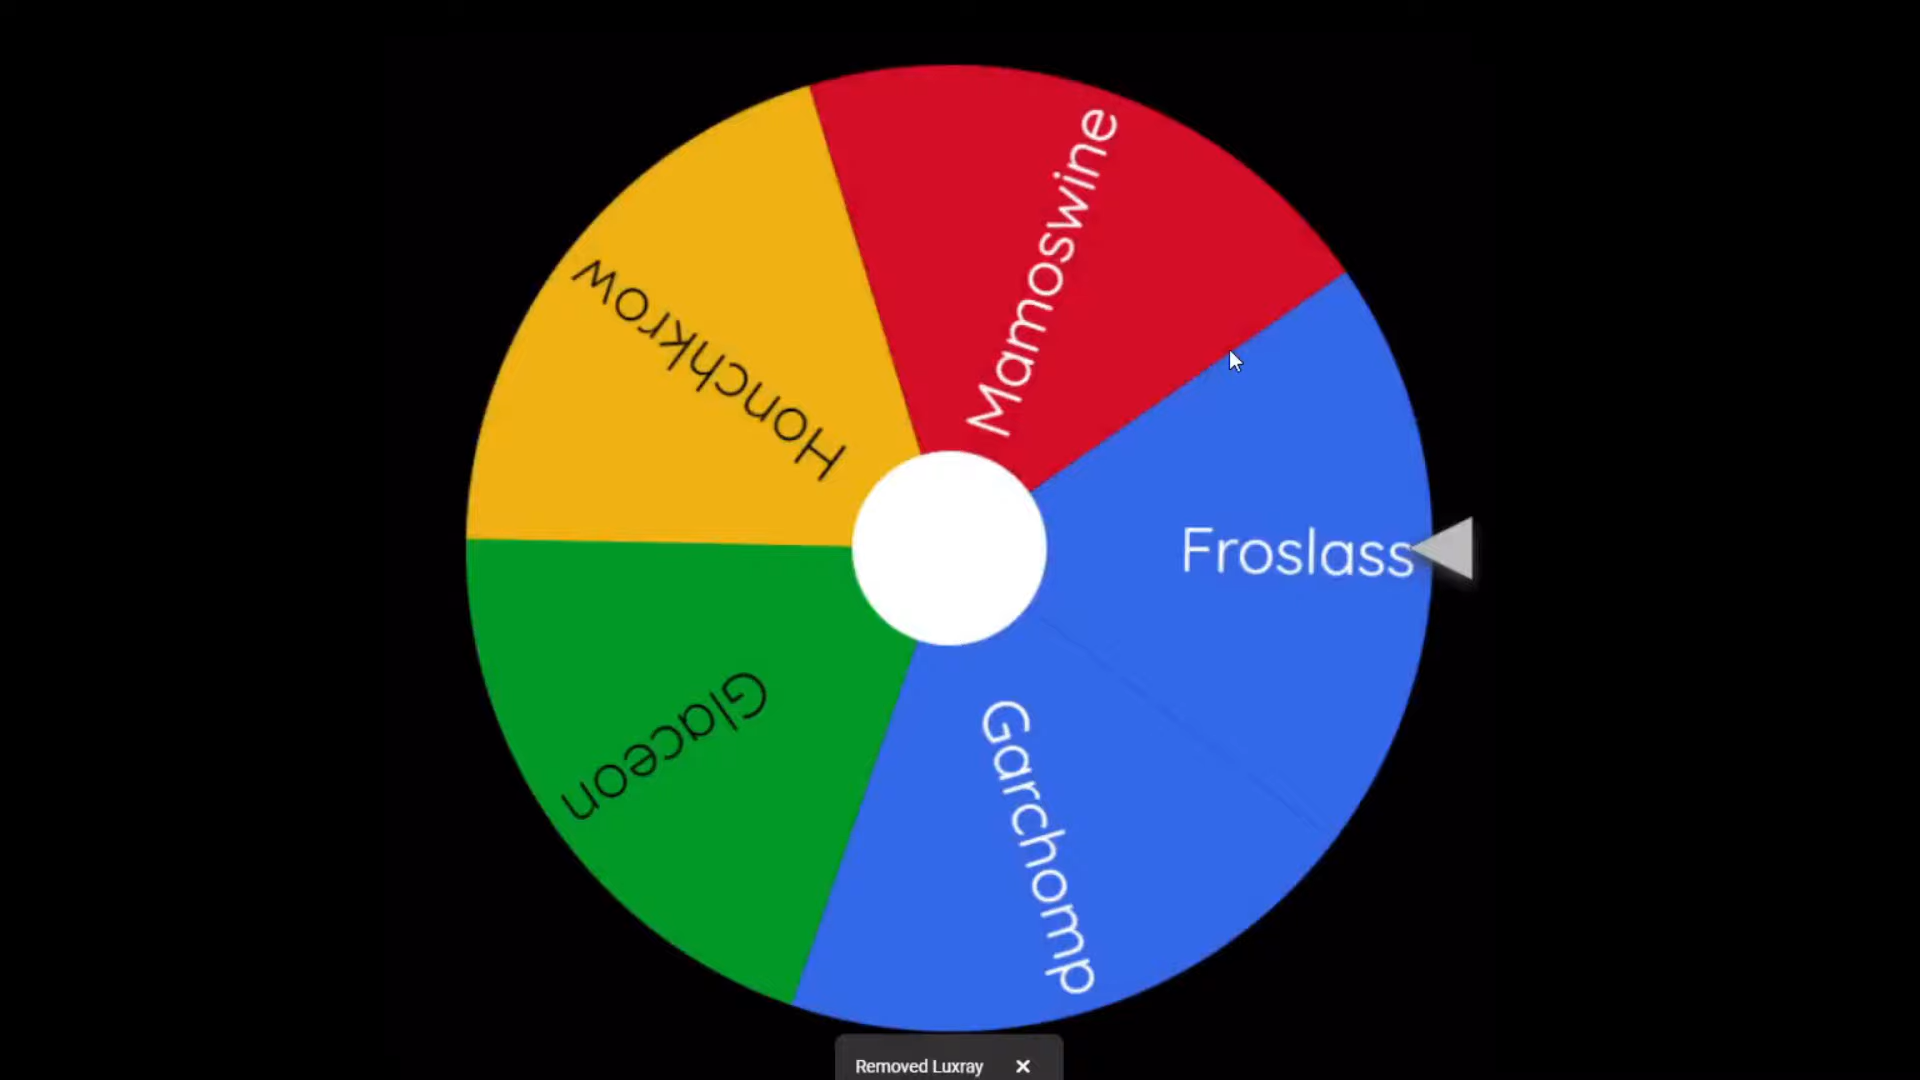 Mamoswine
Honchkrow
Froslass
Glaceon
Garchomp
Removed Luxray